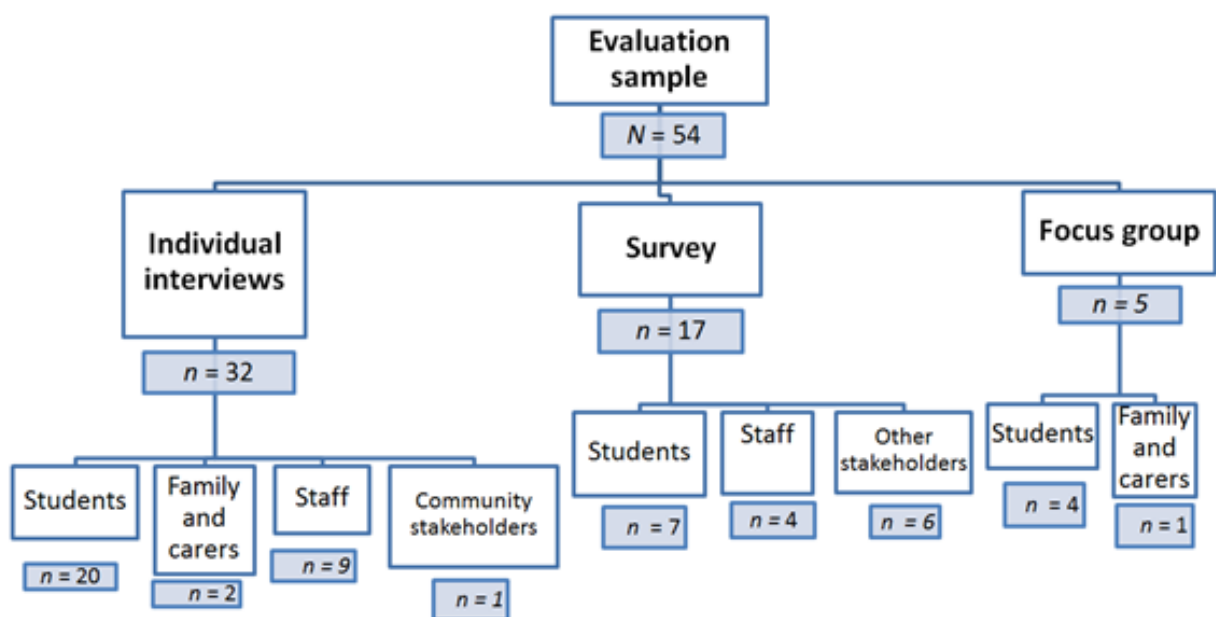 Evaluation
sample
N = 54
Individual
interviews
n = 32
Survey
n = 17
Focus group
n = 5
Students
n = 20
Family
and
carers
n = 2
Staff
n = 9
Community
stakeholders
n = 1
Students
n = 7
Staff
n = 4
Other
stakeholders
n = 6
Students
n = 4
Family
and
carers
n = 1